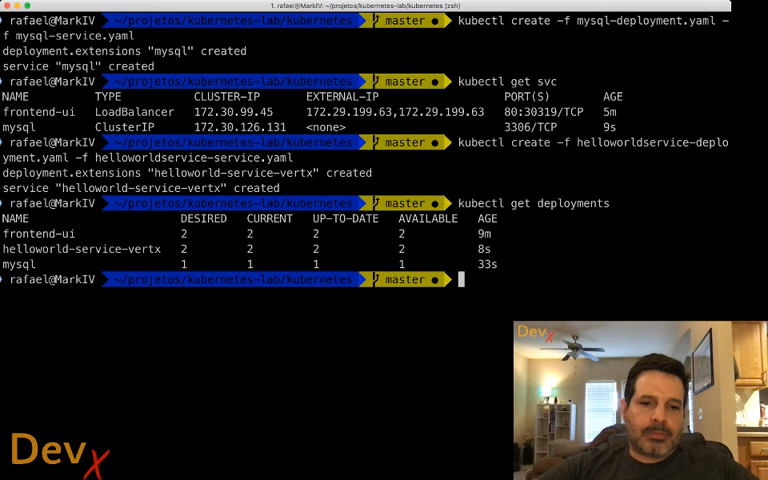 1. rafael@MarkIV: ~/projetos/kubernetes-lab/kubernetes (zsh)
rafael@MarkIV ~/projetos/kubernetes-lab/kubernetes master ● kubectl create -f mysql-deployment.yaml -
f mysql-service.yaml
deployment.extensions "mysql" created
service "mysql" created
rafael@MarkIV ~/projetos/kubernetes-lab/kubernetes master ● kubectl get svc
NAME TYPE CLUSTER-IP EXTERNAL-IP PORT(S) AGE
frontend-ui LoadBalancer 172.30.99.45 172.29.199.63,172.29.199.63 80:30319/TCP 5m
mysql ClusterIP 172.30.126.131 <none> 3306/TCP 9s
rafael@MarkIV ~/projetos/kubernetes-lab/kubernetes master ● kubectl create -f helloworldservice-deplo
yment.yaml -f helloworldservice-service.yaml
deployment.extensions "helloworld-service-vertx" created
service "helloworld-service-vertx" created
rafael@MarkIV ~/projetos/kubernetes-lab/kubernetes master ● kubectl get deployments
NAME DESIRED CURRENT UP-TO-DATE AVAILABLE AGE
frontend-ui 2 2 2 2 9m
helloworld-service-vertx 2 2 2 2 8s
mysql 1 1 1 1 33s
rafael@MarkIV ~/projetos/kubernetes-lab/kubernetes master ●
Devx
Devx